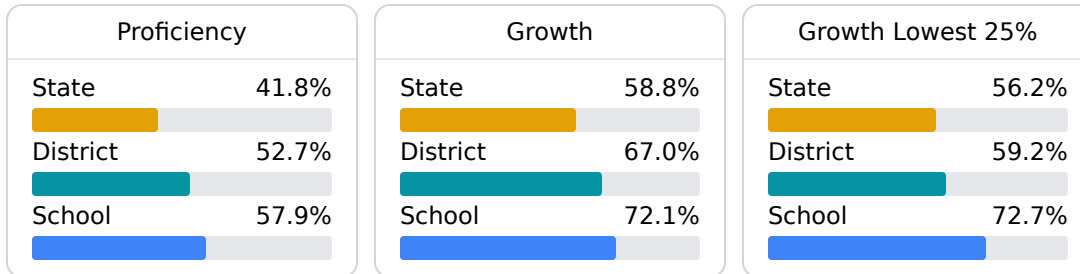 Proficiency
State 41.8%
District 52.7%
School 57.9%
Growth
State 58.8%
District 67.0%
School 72.1%
Growth Lowest 25%
State 56.2%
District 59.2%
School 72.7%